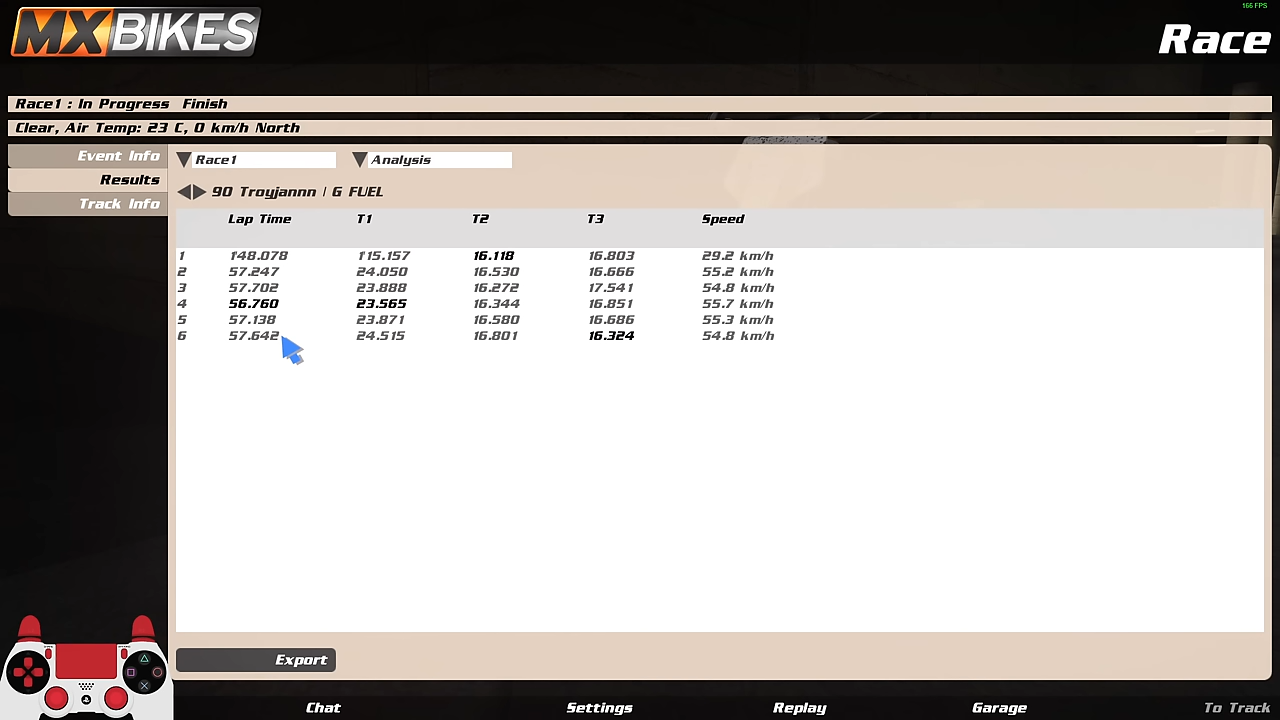 166 FPS
MXBIKES
Race
Race1 : In Progress Finish
Clear, Air Temp: 23 C, 0 km/h North
Event Info
Results
Track Info
Race1
Analysis
90 Troyjannn | G FUEL
Lap Time T1 T2 T3 Speed
1 1'48.078 1'15.157 16.118 16.803 29.2 km/h
2 57.247 24.050 16.530 16.666 55.2 km/h
3 57.702 23.888 16.272 17.541 54.8 km/h
4 56.760 23.565 16.344 16.851 55.7 km/h
5 57.138 23.871 16.580 16.686 55.3 km/h
6 57.642 24.515 16.801 16.324 54.8 km/h
Export
Chat
Settings
Replay
Garage
To Track